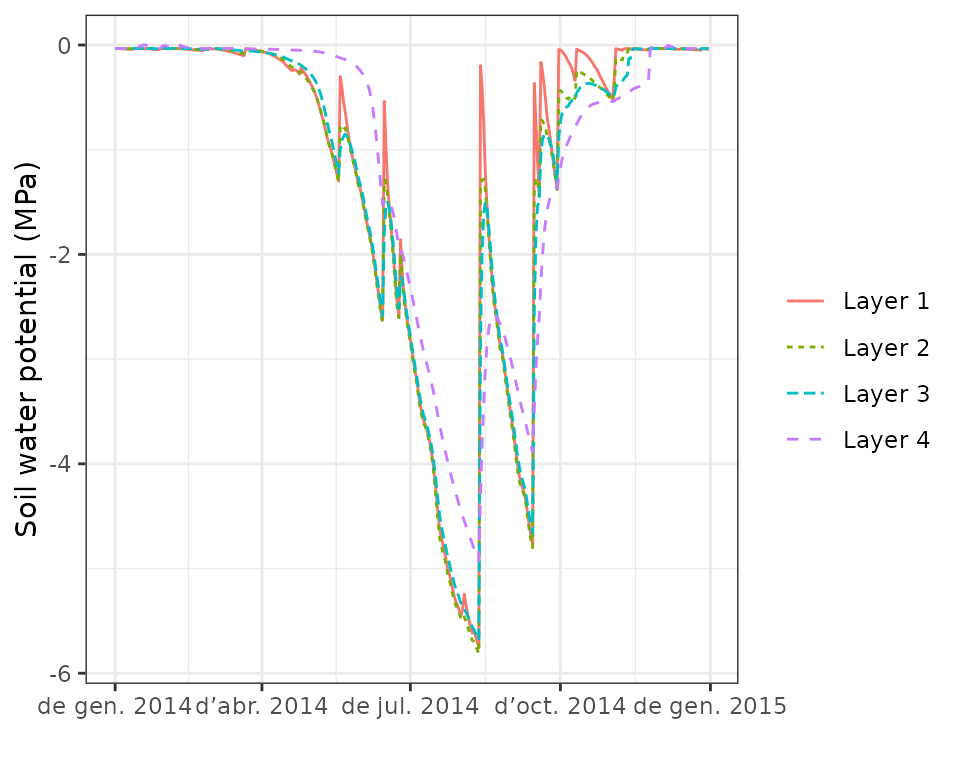 Soil water potential (MPa)
0
-2
-4
-6
de gen. 2014
d’abr. 2014
de jul. 2014
d’oct. 2014
de gen. 2015
Layer 1
Layer 2
Layer 3
Layer 4